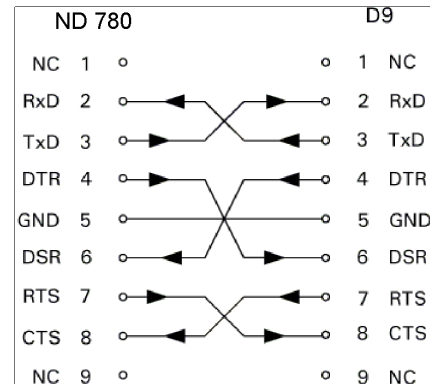 ND 780 D9
NC 1 1 NC
RxD 2 2 RxD
TxD 3 3 TxD
DTR 4 4 DTR
GND 5 5 GND
DSR 6 6 DSR
RTS 7 7 RTS
CTS 8 8 CTS
NC 9 9 NC